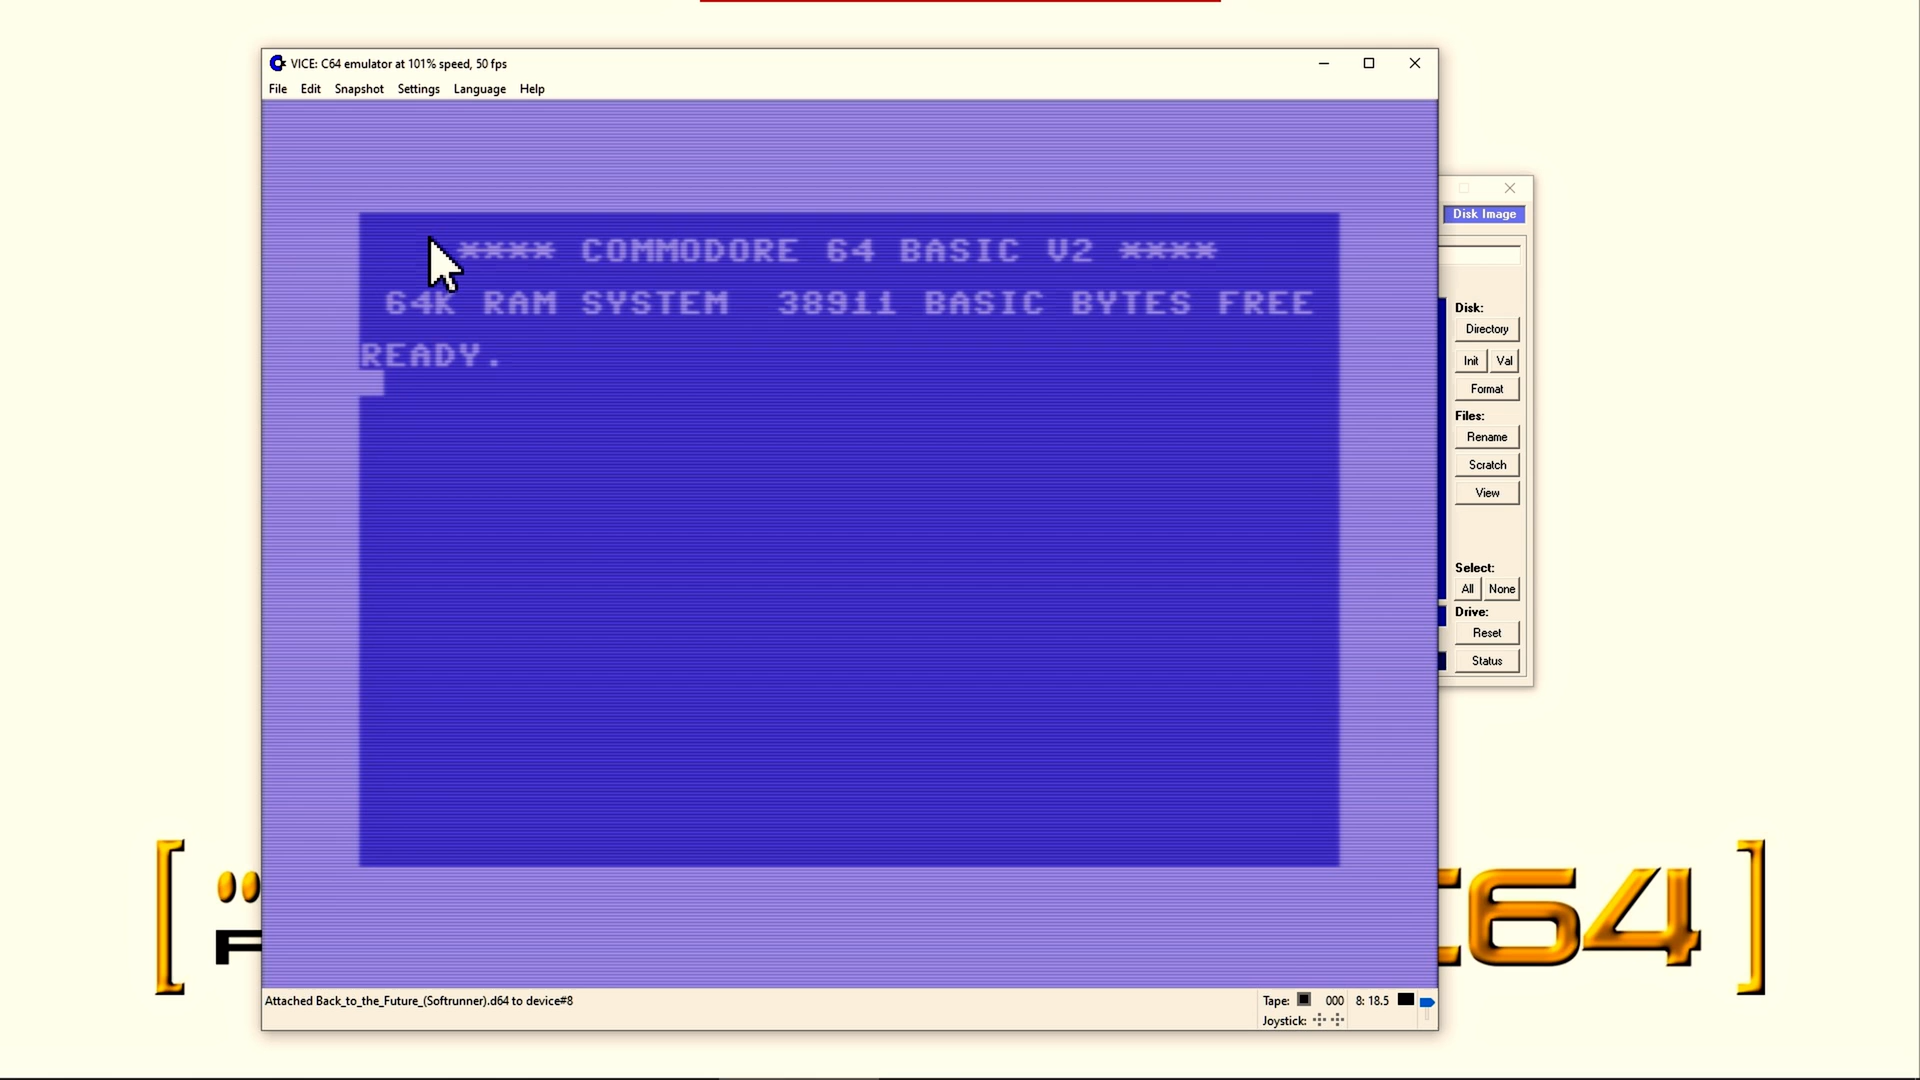 VICE: C64 emulator at 101% speed, 50 fps
File Edit Snapshot Settings Language Help
**** COMMODORE 64 BASIC V2 ****
64K RAM SYSTEM  38911 BASIC BYTES FREE
READY.
Disk Image
Disk:
Directory
Init Val
Format
Files:
Rename
Scratch
View
Select:
All None
Drive:
Reset
Status
C64 ]
Attached Back_to_the_Future_(Softrunner).d64 to device#8
Tape: 000 8: 18.5
Joystick: